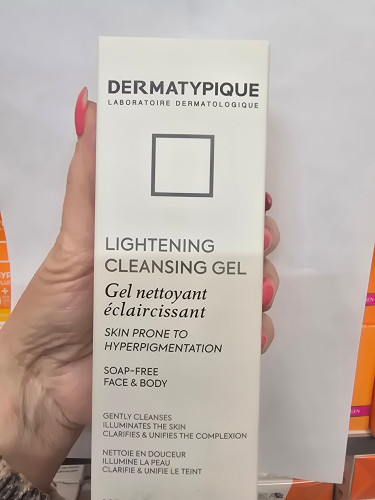 DERMATYPIQUE
LABORATOIRE DERMATOLOGIQUE
LIGHTENING
CLEANSING GEL
Gel nettoyant
éclaircissant
SKIN PRONE TO
HYPERPIGMENTATION
SOAP-FREE
FACE & BODY
GENTLY CLEANSES
ILLUMINATES THE SKIN
CLARIFIES & UNIFIES THE COMPLEXION
NETTOIE EN DOUCEUR
ILLUMINE LA PEAU
CLARIFIE & UNIFIE LE TEINT